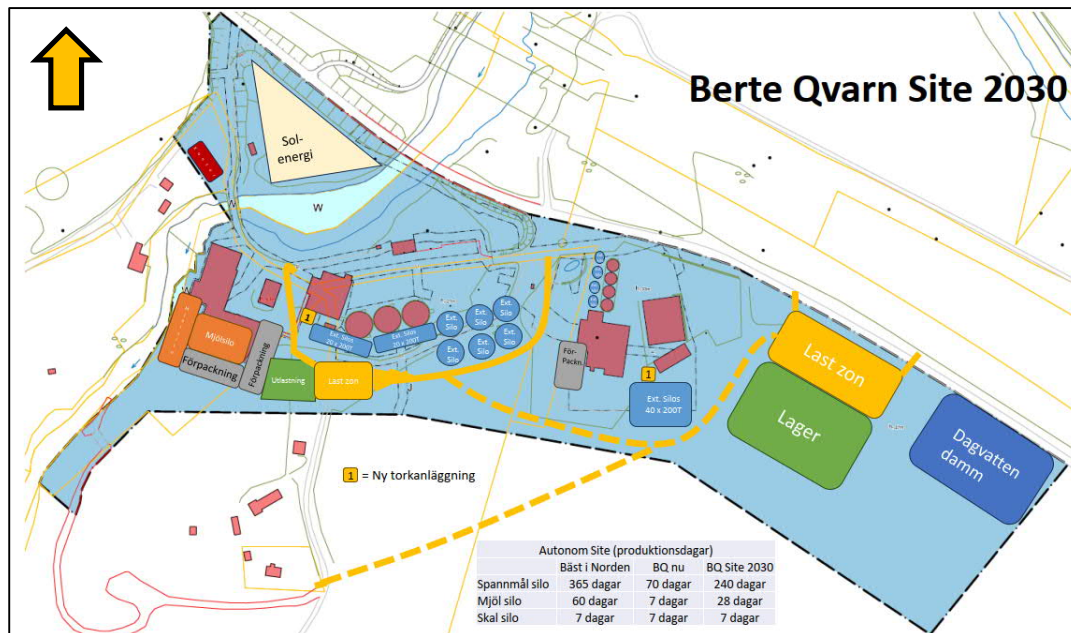 Berte Qvarn Site 2030
Sol-
energi
W
Mjölsilo
Förpackning
Förpackning
Utlastning
Last zon
1
Ext. Silos
20 x 200T
Ext. Silos
20 x 200T
Ext.
Silo
Ext.
Silo
Ext.
Silo
Ext.
Silo
Ext.
Silo
Ext.
Silo
För-
Packn.
1
Ext. Silos
40 x 200T
Last zon
Lager
Dagvatten
damm
1 = Ny torkanläggning
Autonom Site (produktionsdagar)
Bäst i Norden BQ nu BQ Site 2030
Spannmål silo 365 dagar 70 dagar 240 dagar
Mjöl silo 60 dagar 7 dagar 28 dagar
Skal silo 7 dagar 7 dagar 7 dagar